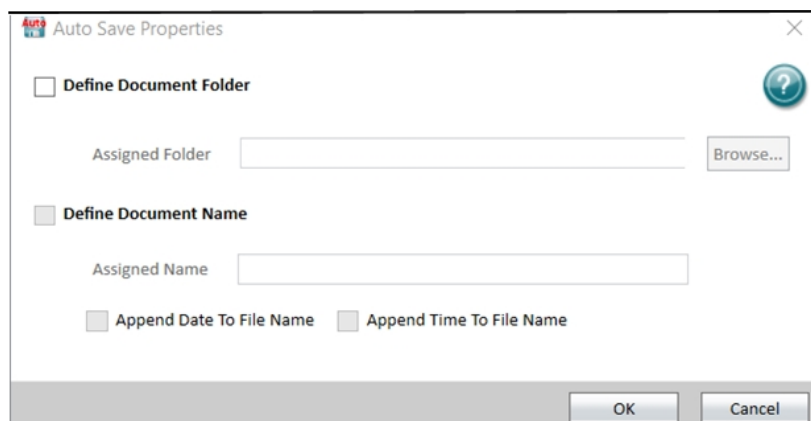 Auto Save Properties
Define Document Folder
?
Assigned Folder Browse...
Define Document Name
Assigned Name
Append Date To File Name Append Time To File Name
OK Cancel